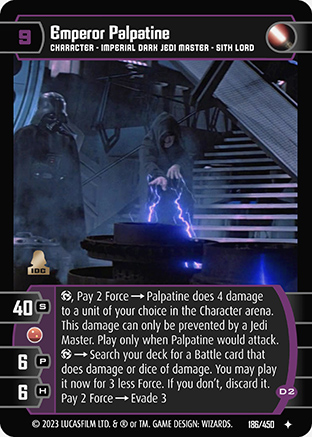 9 Emperor Palpatine
CHARACTER - IMPERIAL DARK JEDI MASTER - SITH LORD
IDC
40 S
6 P
6 H
, Pay 2 Force → Palpatine does 4 damage
to a unit of your choice in the Character arena.
This damage can only be prevented by a Jedi
Master. Play only when Palpatine would attack.
→ Search your deck for a Battle card that
does damage or dice of damage. You may play
it now for 3 less Force. If you don't, discard it.
Pay 2 Force → Evade 3
D2
© 2023 LUCASFILM LTD. & ® OR TM. GAME DESIGN: WIZARDS. 186/450